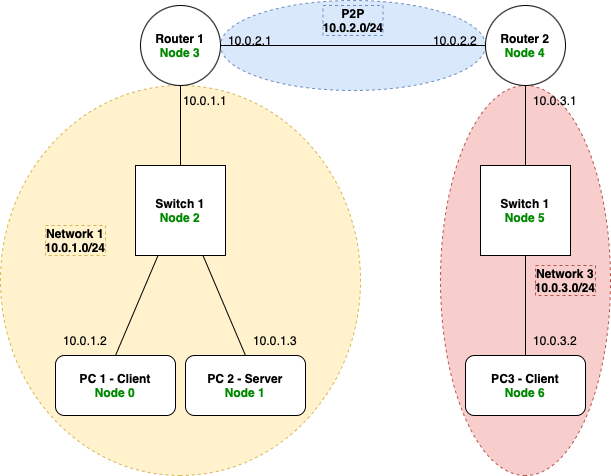 P2P
10.0.2.0/24
Router 1
Node 3
10.0.2.1
10.0.2.2
Router 2
Node 4
10.0.1.1
10.0.3.1
Switch 1
Node 2
Switch 1
Node 5
Network 1
10.0.1.0/24
Network 3
10.0.3.0/24
10.0.1.2
10.0.1.3
10.0.3.2
PC 1 - Client
Node 0
PC 2 - Server
Node 1
PC3 - Client
Node 6